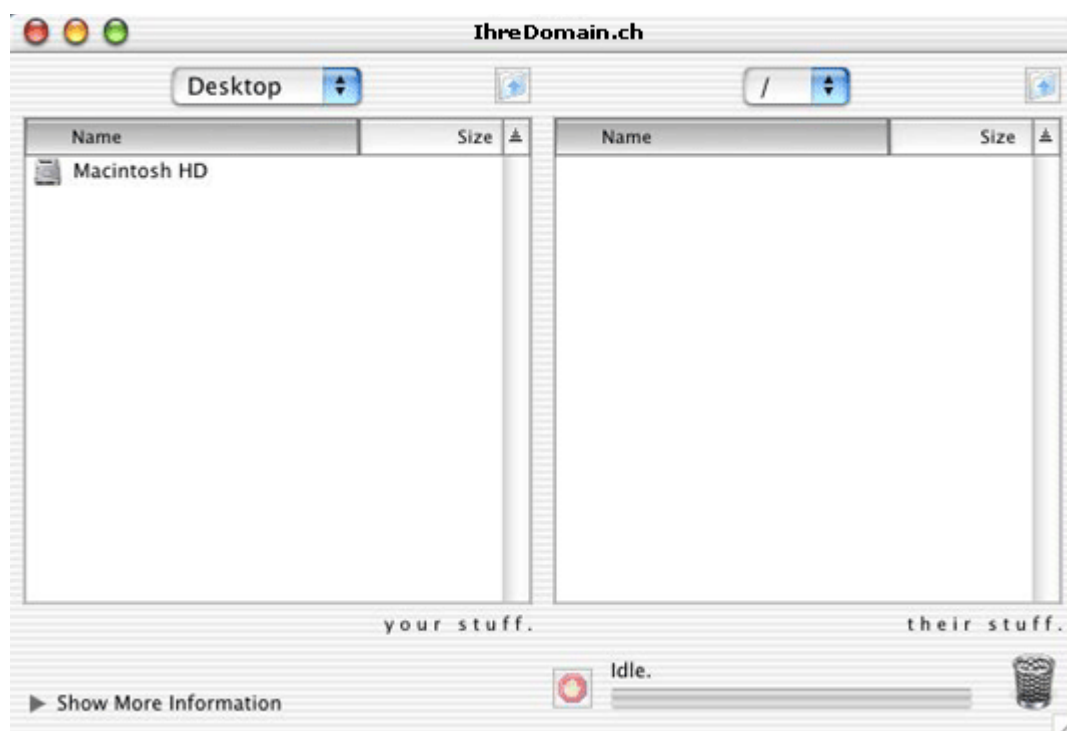 IhreDomain.ch
Desktop
/
Name Size
Name Size
Macintosh HD
your stuff.
their stuff.
Idle.
Show More Information